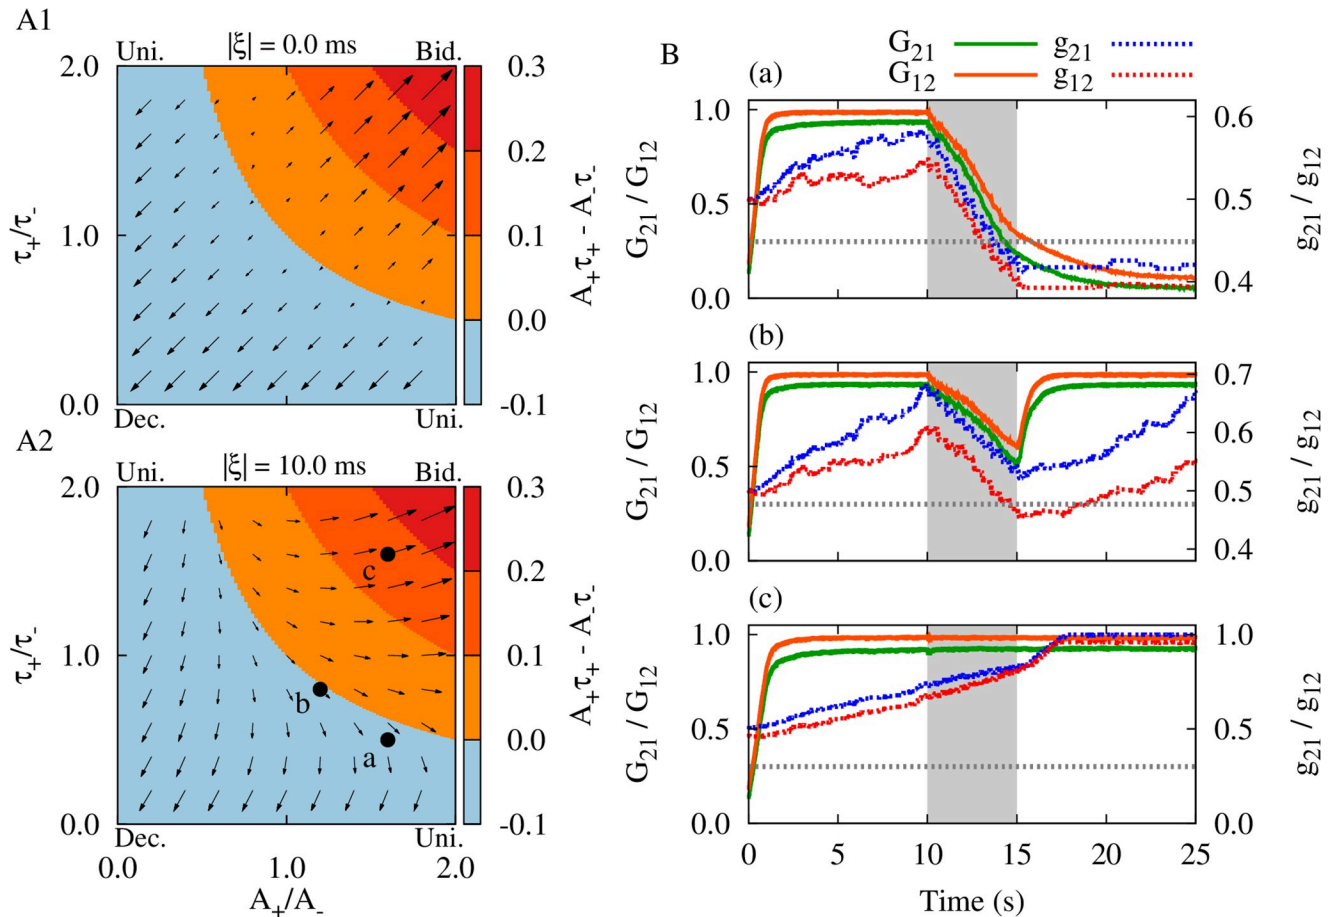 A1
Uni.
|ξ| = 0.0 ms
Bid.
2.0
1.0
0.0
τ₊/τ₋
Dec.
Uni.
0.3
0.2
0.1
0.0
-0.1
A₊τ₊ - A₋τ₋
A2
Uni.
|ξ| = 10.0 ms
Bid.
2.0
1.0
0.0
τ₊/τ₋
c
b
a
Dec.
Uni.
0.0
1.0
2.0
A₊/A₋
0.3
0.2
0.1
0.0
-0.1
A₊τ₊ - A₋τ₋
B
G₂₁
g₂₁
G₁₂
g₁₂
(a)
1.0
0.5
0.0
G₂₁ / G₁₂
0.6
0.5
0.4
g₂₁ / g₁₂
(b)
1.0
0.5
0.0
G₂₁ / G₁₂
0.7
0.6
0.5
0.4
g₂₁ / g₁₂
(c)
1.0
0.5
0.0
G₂₁ / G₁₂
1.0
0.5
0.0
g₂₁ / g₁₂
0
5
10
15
20
25
Time (s)